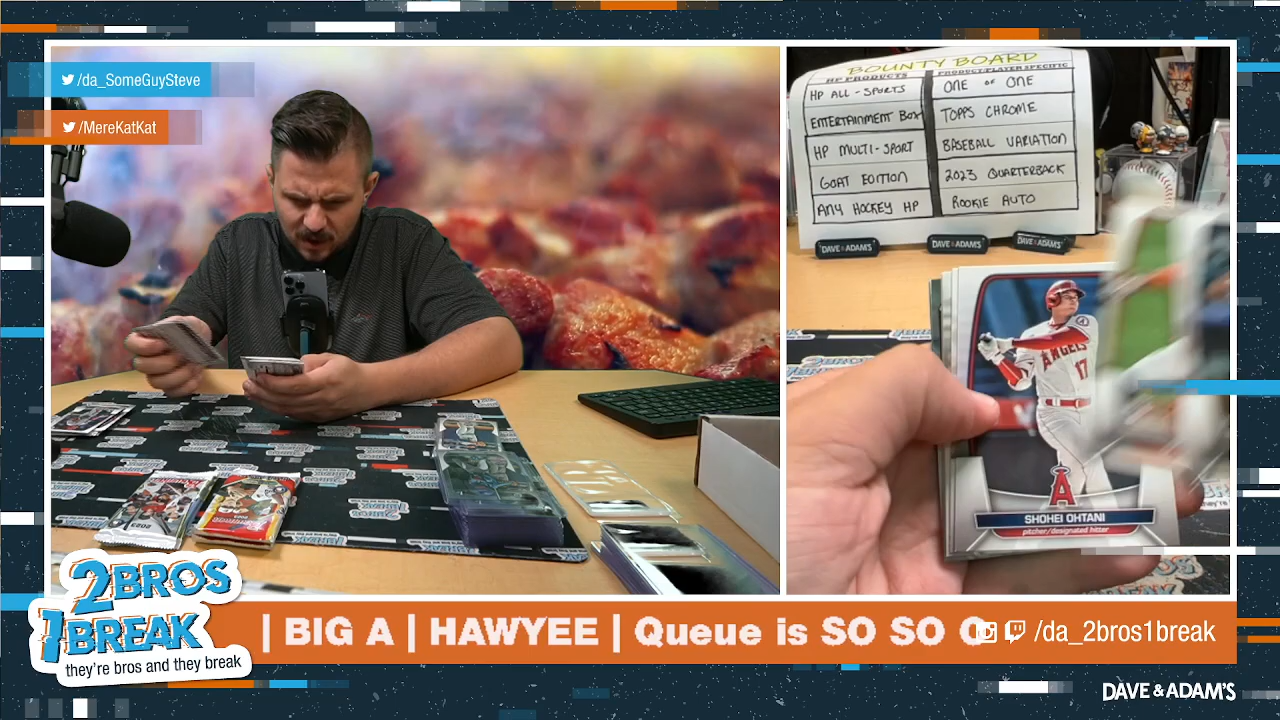 /da_SomeGuySteve
/MereKatKat
BOUNTY BOARD
HP PRODUCTS
PRODUCT/PLAYER SPECIFIC
HP ALL-SPORTS
ONE OF ONE
ENTERTAINMENT BOX
TOPPS CHROME
HP MULTI-SPORT
BASEBALL VARIATION
GOAT EDITION
2023 QUARTERBACK
ANY HOCKEY HP
ROOKIE AUTO
DAVE & ADAM'S
DAVE & ADAM'S
DAVE & ADAM'S
ANGELS
17
A
SHOHEI OHTANI
pitcher/designated hitter
2BROS
1BREAK
they're bros and they break
| BIG A | HAWYEE | Queue is SO SO
/da_2bros1break
DAVE & ADAM'S